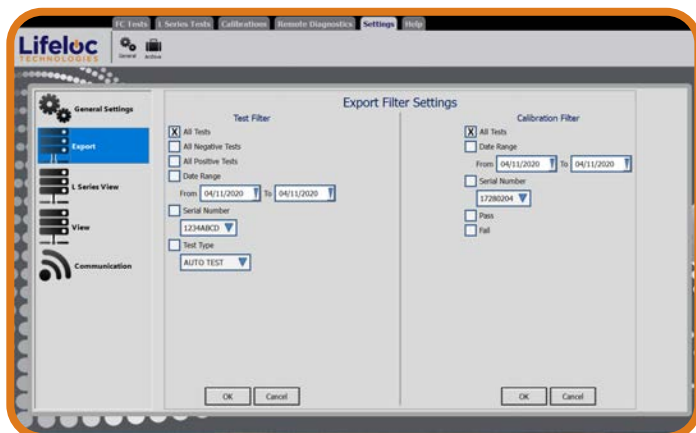 FC Tests L Series Tests Calibrations Remote Diagnostics Settings Help
Lifeloc
TECHNOLOGIES
General Archive
General Settings
Export
L Series View
View
Communication
Export Filter Settings
Test Filter
X All Tests
All Negative Tests
All Positive Tests
Date Range
From 04/11/2020 To 04/11/2020
Serial Number
1234ABCD
Test Type
AUTO TEST
OK Cancel
Calibration Filter
X All Tests
Date Range
From 04/11/2020 To 04/11/2020
Serial Number
17280204
Pass
Fail
OK Cancel